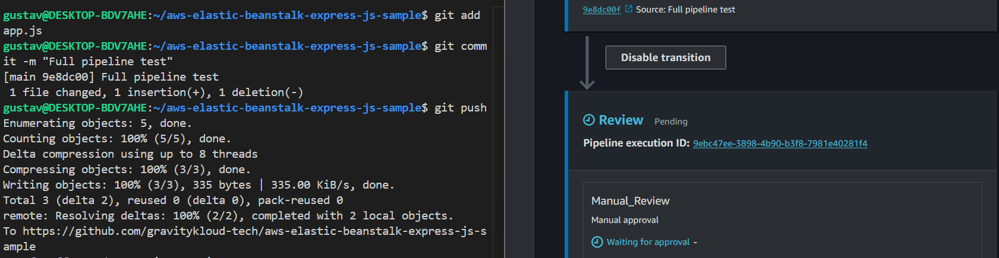 gustav@DESKTOP-BDV7AHE:~/aws-elastic-beanstalk-express-js-sample$ git add
app.js
gustav@DESKTOP-BDV7AHE:~/aws-elastic-beanstalk-express-js-sample$ git comm
it -m "Full pipeline test"
[main 9e8dc00] Full pipeline test
1 file changed, 1 insertion(+), 1 deletion(-)
gustav@DESKTOP-BDV7AHE:~/aws-elastic-beanstalk-express-js-sample$ git push
Enumerating objects: 5, done.
Counting objects: 100% (5/5), done.
Delta compression using up to 8 threads
Compressing objects: 100% (3/3), done.
Writing objects: 100% (3/3), 335 bytes | 335.00 KiB/s, done.
Total 3 (delta 2), reused 0 (delta 0), pack-reused 0
remote: Resolving deltas: 100% (2/2), completed with 2 local objects.
To https://github.com/gravitykloud-tech/aws-elastic-beanstalk-express-js-s
ample
9e8dc00f Source: Full pipeline test
Disable transition
Review Pending
Pipeline execution ID: 9ebc47ee-3898-4b90-b3f8-7981e40281f4
Manual_Review
Manual approval
Waiting for approval -